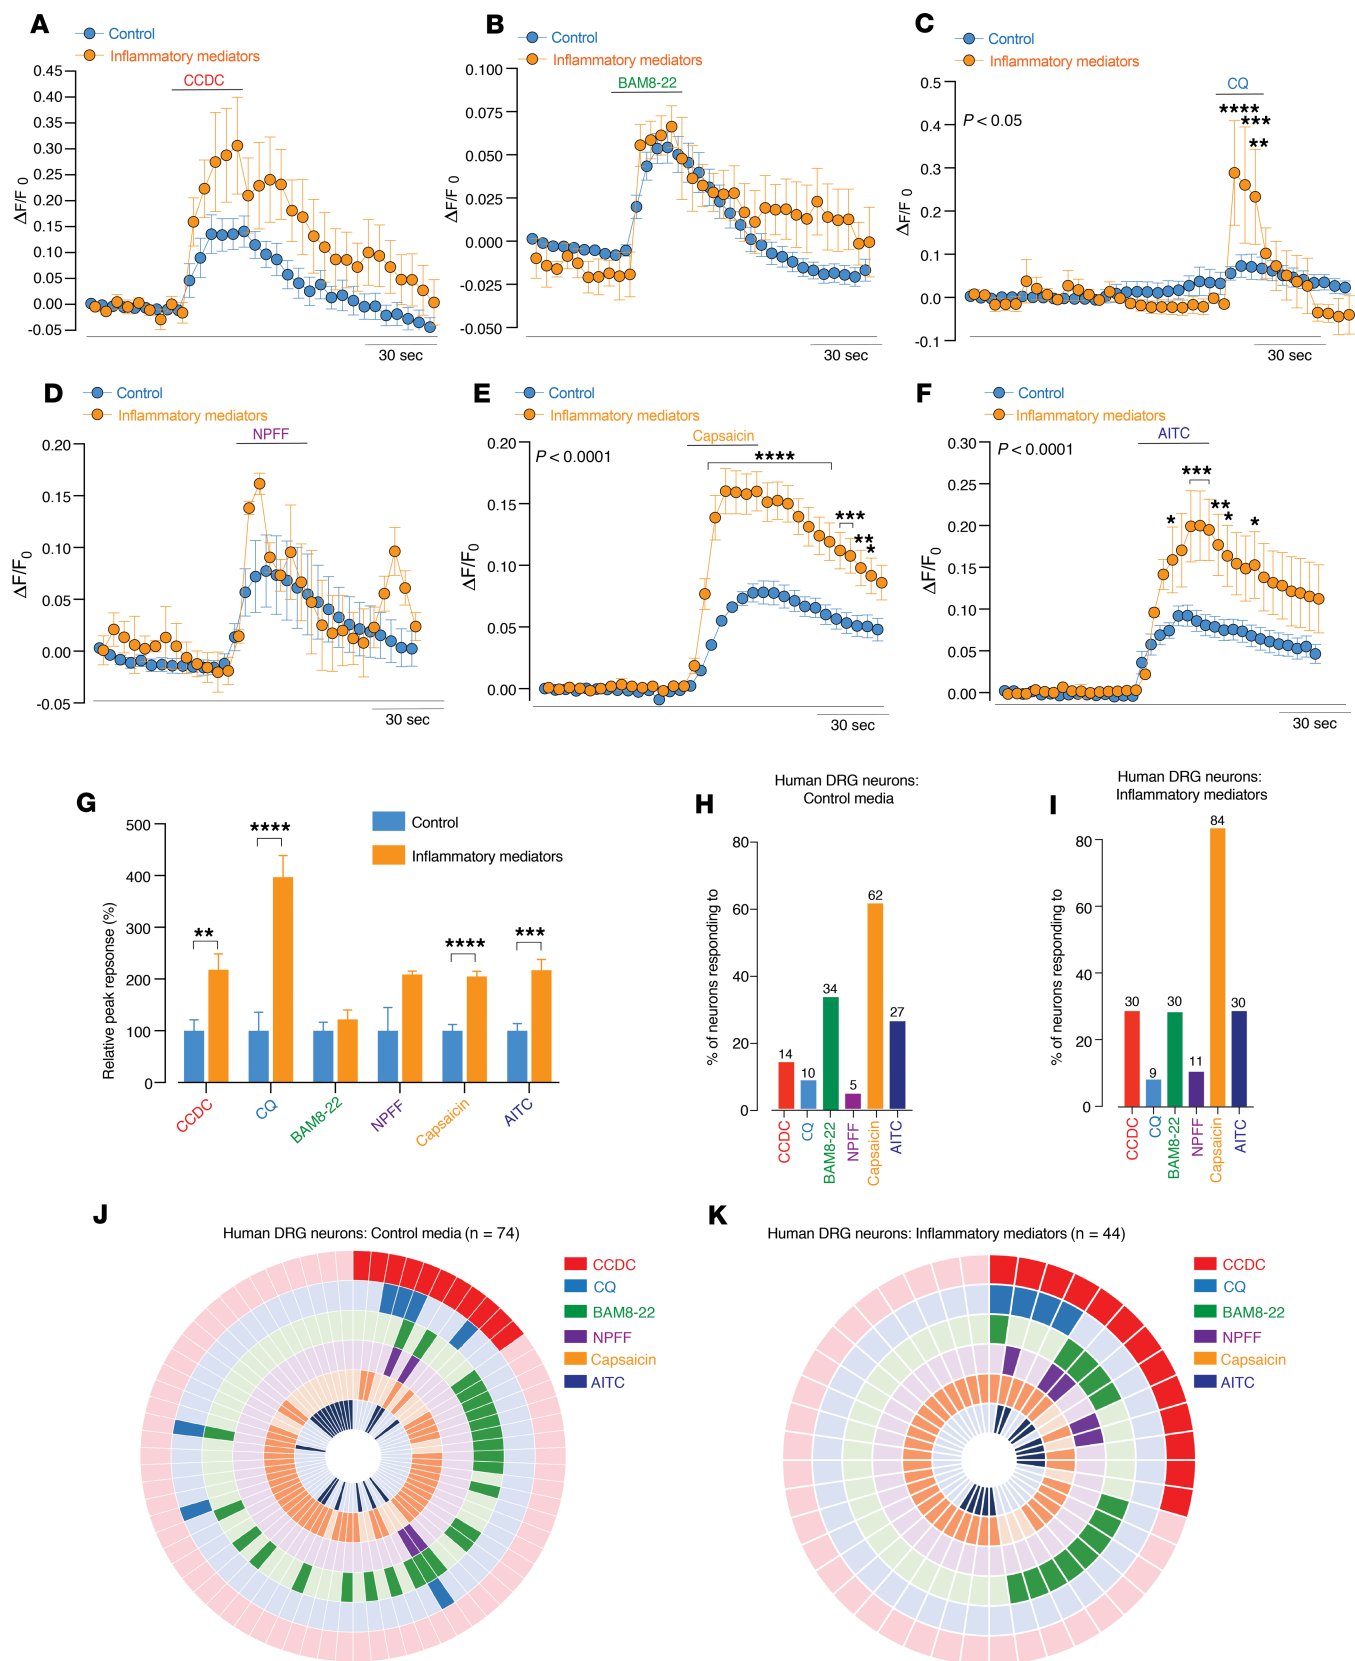 A
Control
Inflammatory mediators
CCDC
0.45
0.40
0.35
0.30
0.25
0.20
0.15
0.10
0.05
0.00
-0.05
ΔF/F 0
30 sec
B
Control
Inflammatory mediators
BAM8-22
0.100
0.075
0.050
0.025
0.000
-0.025
-0.050
ΔF/F 0
30 sec
C
Control
Inflammatory mediators
CQ
P < 0.05
****
***
**
0.5
0.4
0.3
0.2
0.1
0.0
-0.1
ΔF/F 0
30 sec
D
Control
Inflammatory mediators
NPFF
0.20
0.15
0.10
0.05
0.00
-0.05
ΔF/F0
30 sec
E
Control
Inflammatory mediators
Capsaicin
P < 0.0001
****
***
**
*
0.20
0.15
0.10
0.05
0.00
ΔF/F0
30 sec
F
Control
Inflammatory mediators
AITC
P < 0.0001
***
*
**
*
*
0.30
0.25
0.20
0.15
0.10
0.05
0.00
ΔF/F0
30 sec
G
Control
Inflammatory mediators
500
400
300
200
100
0
Relative peak repsonse (%)
**
****
****
***
CCDC
CQ
BAM8-22
NPFF
Capsaicin
AITC
H
Human DRG neurons:
Control media
80
60
40
20
0
% of neurons responding to
14
10
34
5
62
27
CCDC
CQ
BAM8-22
NPFF
Capsaicin
AITC
I
Human DRG neurons:
Inflammatory mediators
80
60
40
20
0
% of neurons responding to
30
9
30
11
84
30
CCDC
CQ
BAM8-22
NPFF
Capsaicin
AITC
J
Human DRG neurons: Control media (n = 74)
CCDC
CQ
BAM8-22
NPFF
Capsaicin
AITC
K
Human DRG neurons: Inflammatory mediators (n = 44)
CCDC
CQ
BAM8-22
NPFF
Capsaicin
AITC